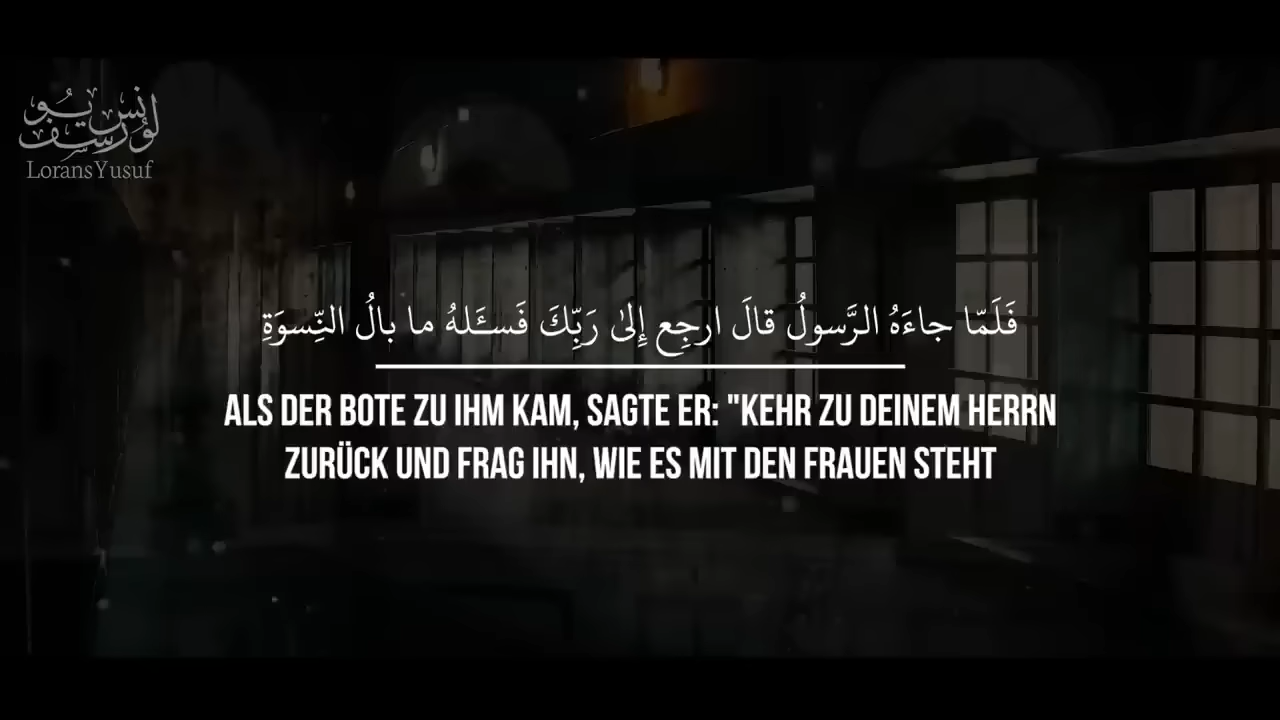 لورنس يوسف
LoransYusuf
فَلَمّا جاءَهُ الرَّسولُ قالَ ارجِع إِلىٰ رَبِّكَ فَسـَٔلهُ ما بالُ النِّسوَةِ
ALS DER BOTE ZU IHM KAM, SAGTE ER: "KEHR ZU DEINEM HERRN
ZURÜCK UND FRAG IHN, WIE ES MIT DEN FRAUEN STEHT